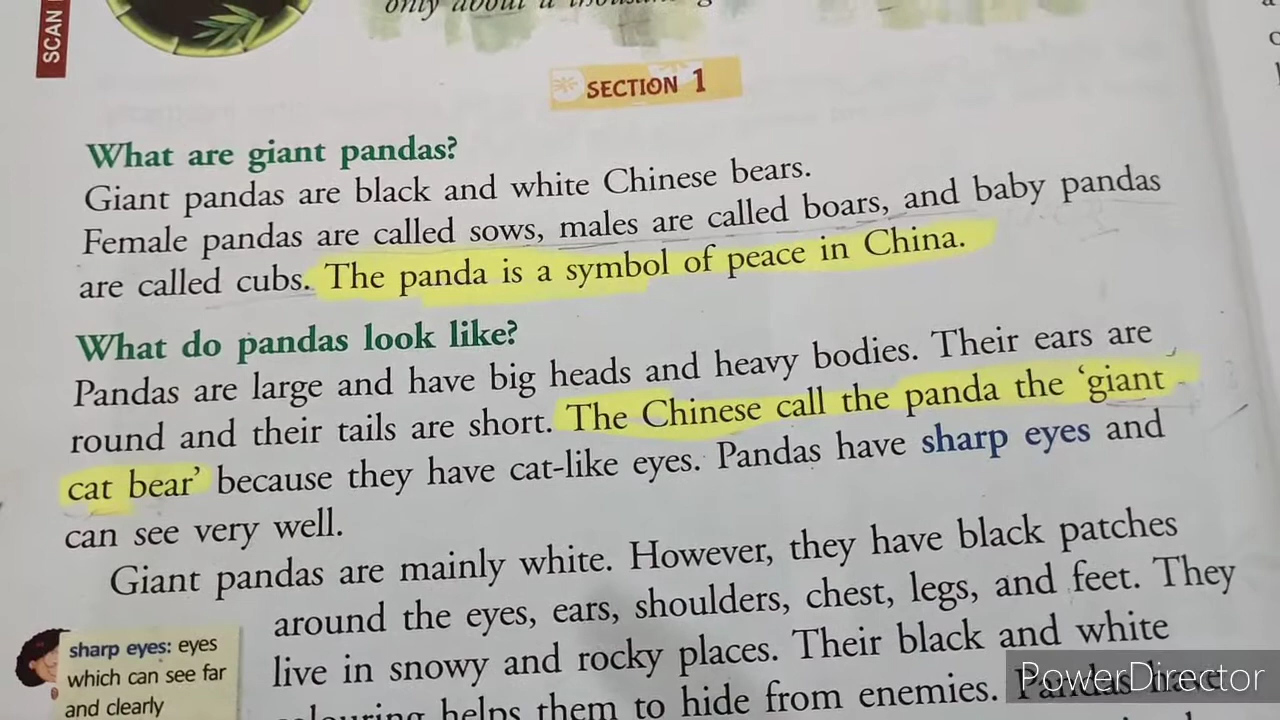 SCAN
only about a
SECTION 1
What are giant pandas?
Giant pandas are black and white Chinese bears.
Female pandas are called sows, males are called boars, and baby pandas
are called cubs. The panda is a symbol of peace in China.
What do pandas look like?
Pandas are large and have big heads and heavy bodies. Their ears are
round and their tails are short. The Chinese call the panda the ‘giant
cat bear’ because they have cat-like eyes. Pandas have sharp eyes and
can see very well.
Giant pandas are mainly white. However, they have black patches
around the eyes, ears, shoulders, chest, legs, and feet. They
live in snowy and rocky places. Their black and white
colouring helps them to hide from enemies. Pandas have
sharp eyes: eyes
which can see far
and clearly
PowerDirector